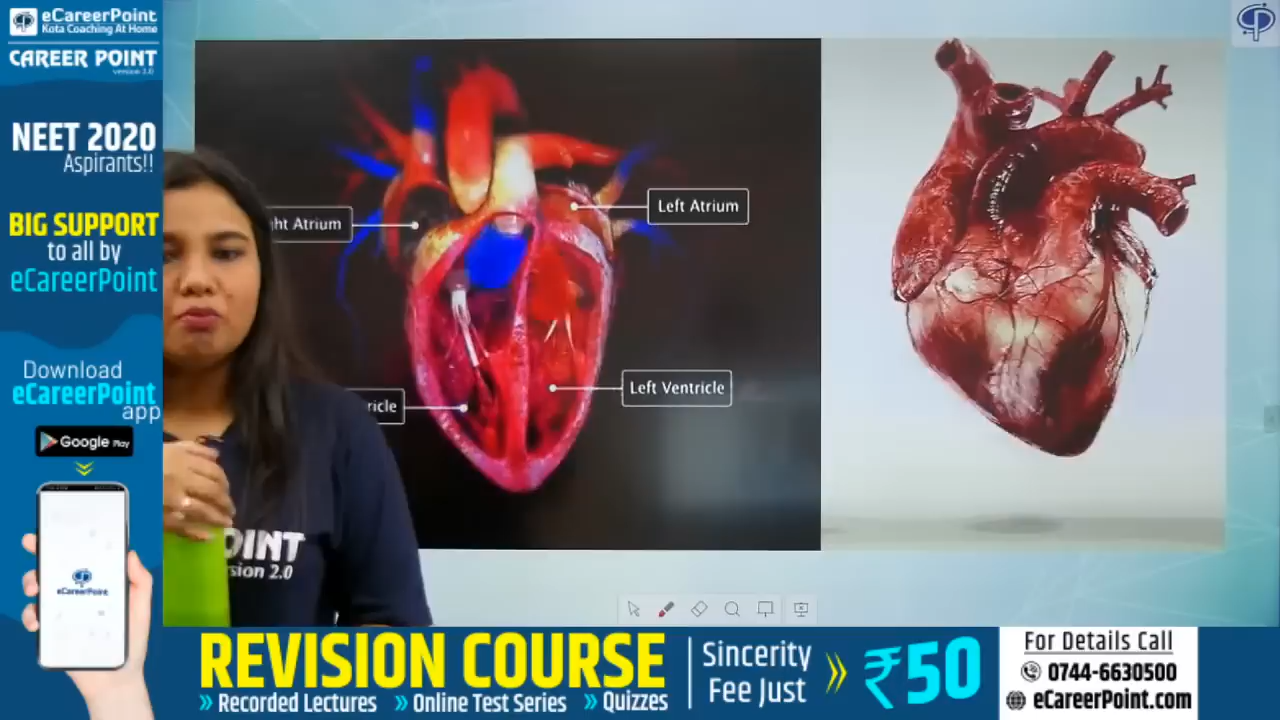 eCareerPoint
Kota Coaching At Home
CAREER POINT
version 2.0
NEET 2020
Aspirants!!
BIG SUPPORT
to all by
eCareerPoint
Download
eCareerPoint
app
Google Play
eCareerPoint
ht Atrium
Left Atrium
Left Ventricle
ricle
OINT
sion 2.0
REVISION COURSE
» Recorded Lectures » Online Test Series » Quizzes
Sincerity
Fee Just
» ₹50
For Details Call
0744-6630500
eCareerPoint.com